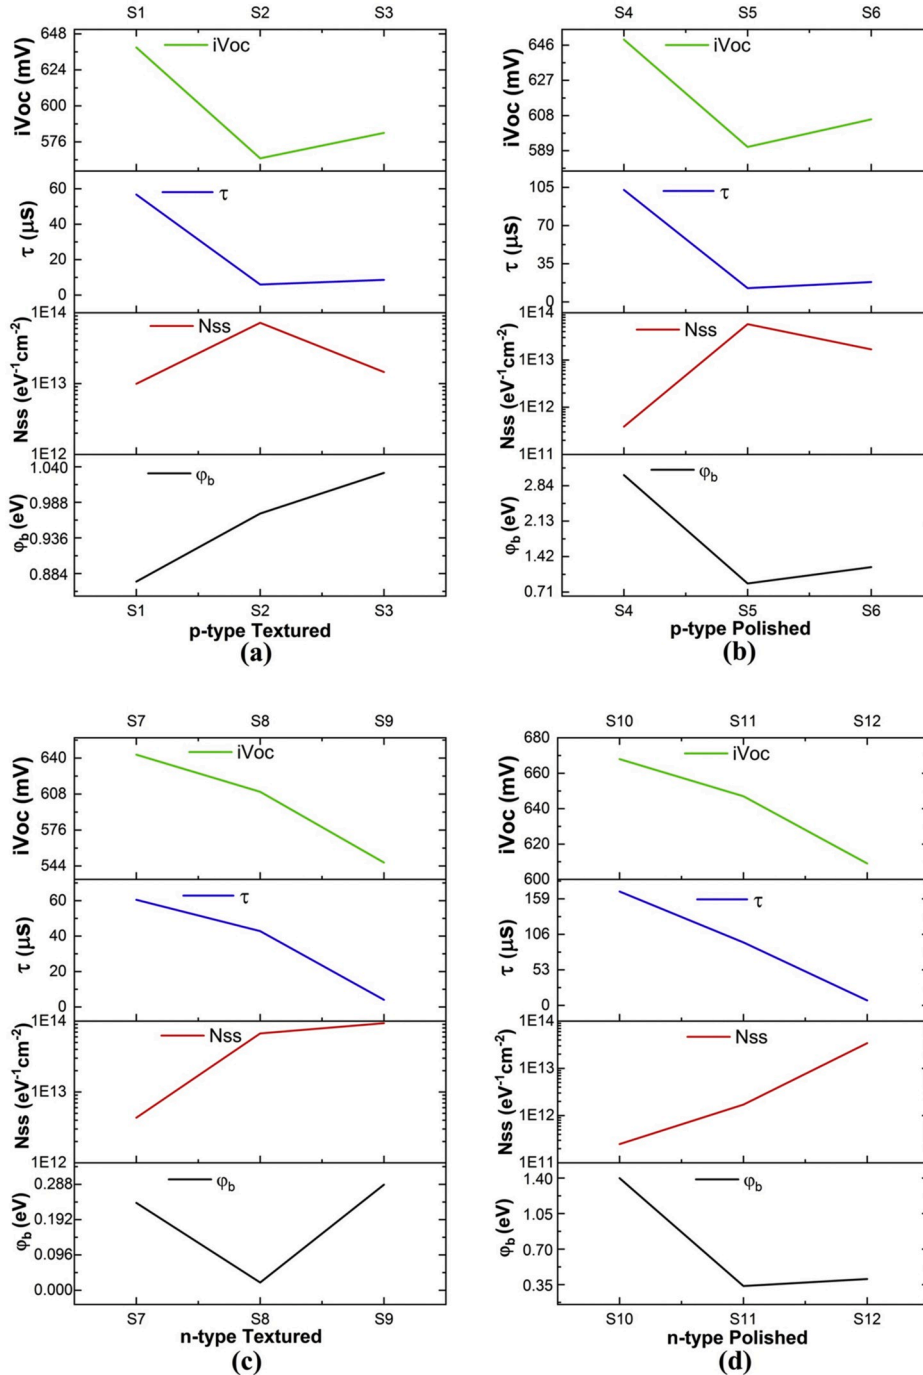 S1 S2 S3
iVoc (mV)
648
624
600
576
iVoc
τ (μs)
60
40
20
0
τ
Nss (eV⁻¹cm⁻²)
1E14
1E13
1E12
Nss
φb (eV)
1.040
0.988
0.936
0.884
φb
S1 S2 S3
p-type Textured
(a)
S4 S5 S6
iVoc (mV)
646
627
608
589
iVoc
τ (μs)
105
70
35
0
τ
Nss (eV⁻¹cm⁻²)
1E14
1E13
1E12
1E11
Nss
φb (eV)
2.84
2.13
1.42
0.71
φb
S4 S5 S6
p-type Polished
(b)
S7 S8 S9
iVoc (mV)
640
608
576
544
iVoc
τ (μs)
60
40
20
0
τ
Nss (eV⁻¹cm⁻²)
1E14
1E13
1E12
Nss
φb (eV)
0.288
0.192
0.096
0.000
φb
S7 S8 S9
n-type Textured
(c)
S10 S11 S12
iVoc (mV)
680
660
640
620
600
iVoc
τ (μs)
159
106
53
0
τ
Nss (eV⁻¹cm⁻²)
1E14
1E13
1E12
1E11
Nss
φb (eV)
1.40
1.05
0.70
0.35
φb
S10 S11 S12
n-type Polished
(d)